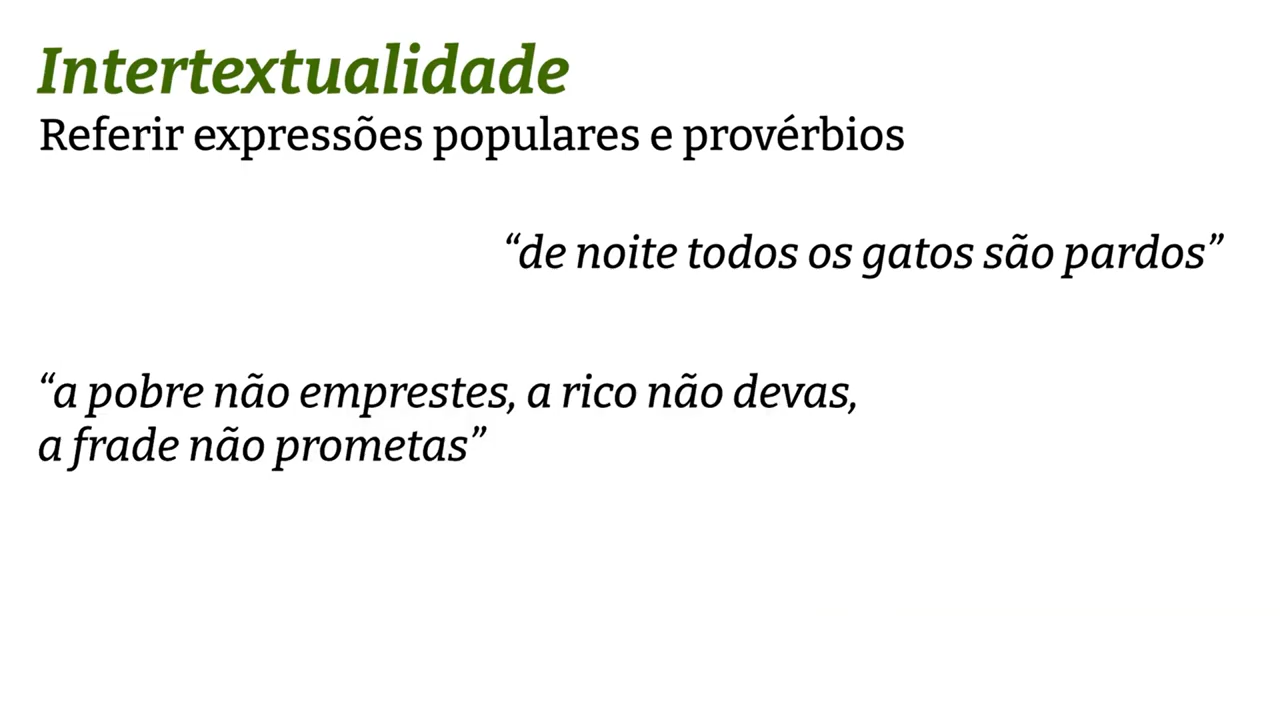 Intertextualidade
Referir expressões populares e provérbios
“de noite todos os gatos são pardos”
“a pobre não emprestes, a rico não devas,
a frade não prometas”